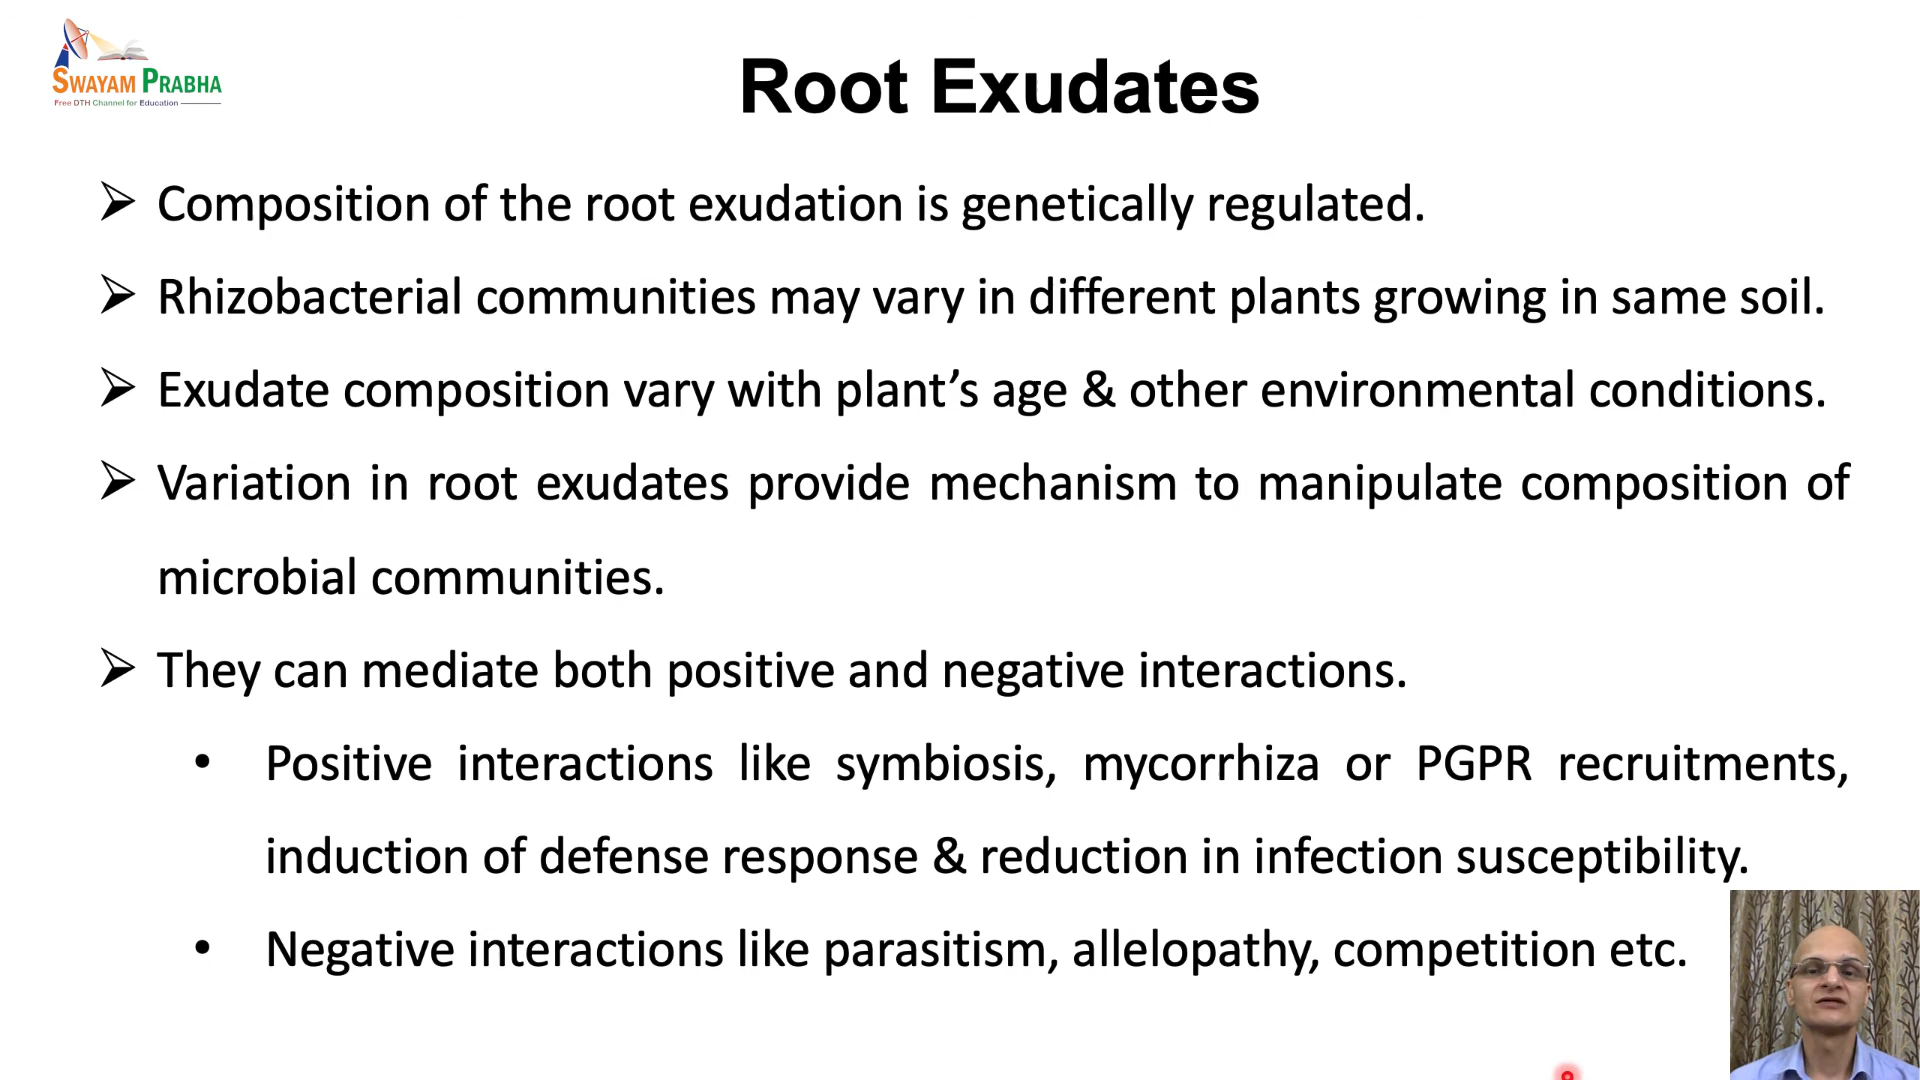 SWAYAM PRABHA
Free DTH Channel for Education
Root Exudates
➢ Composition of the root exudation is genetically regulated.
➢ Rhizobacterial communities may vary in different plants growing in same soil.
➢ Exudate composition vary with plant’s age & other environmental conditions.
➢ Variation in root exudates provide mechanism to manipulate composition of
microbial communities.
➢ They can mediate both positive and negative interactions.
• Positive interactions like symbiosis, mycorrhiza or PGPR recruitments,
induction of defense response & reduction in infection susceptibility.
• Negative interactions like parasitism, allelopathy, competition etc.